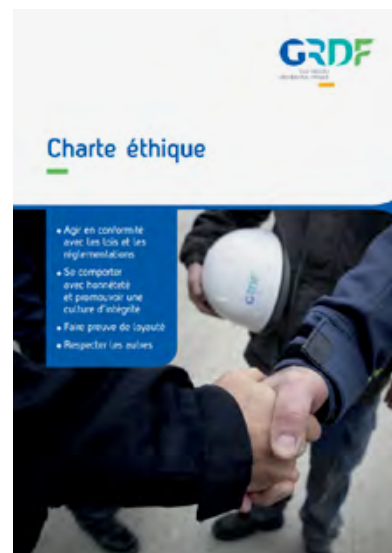 GRDF
Charte éthique
• Agir en conformité
avec les lois et les
réglementations
• Se comporter
avec honnêteté
et promouvoir une
culture d'intégrité
• Faire preuve de loyauté
• Respecter les autres
GRDF